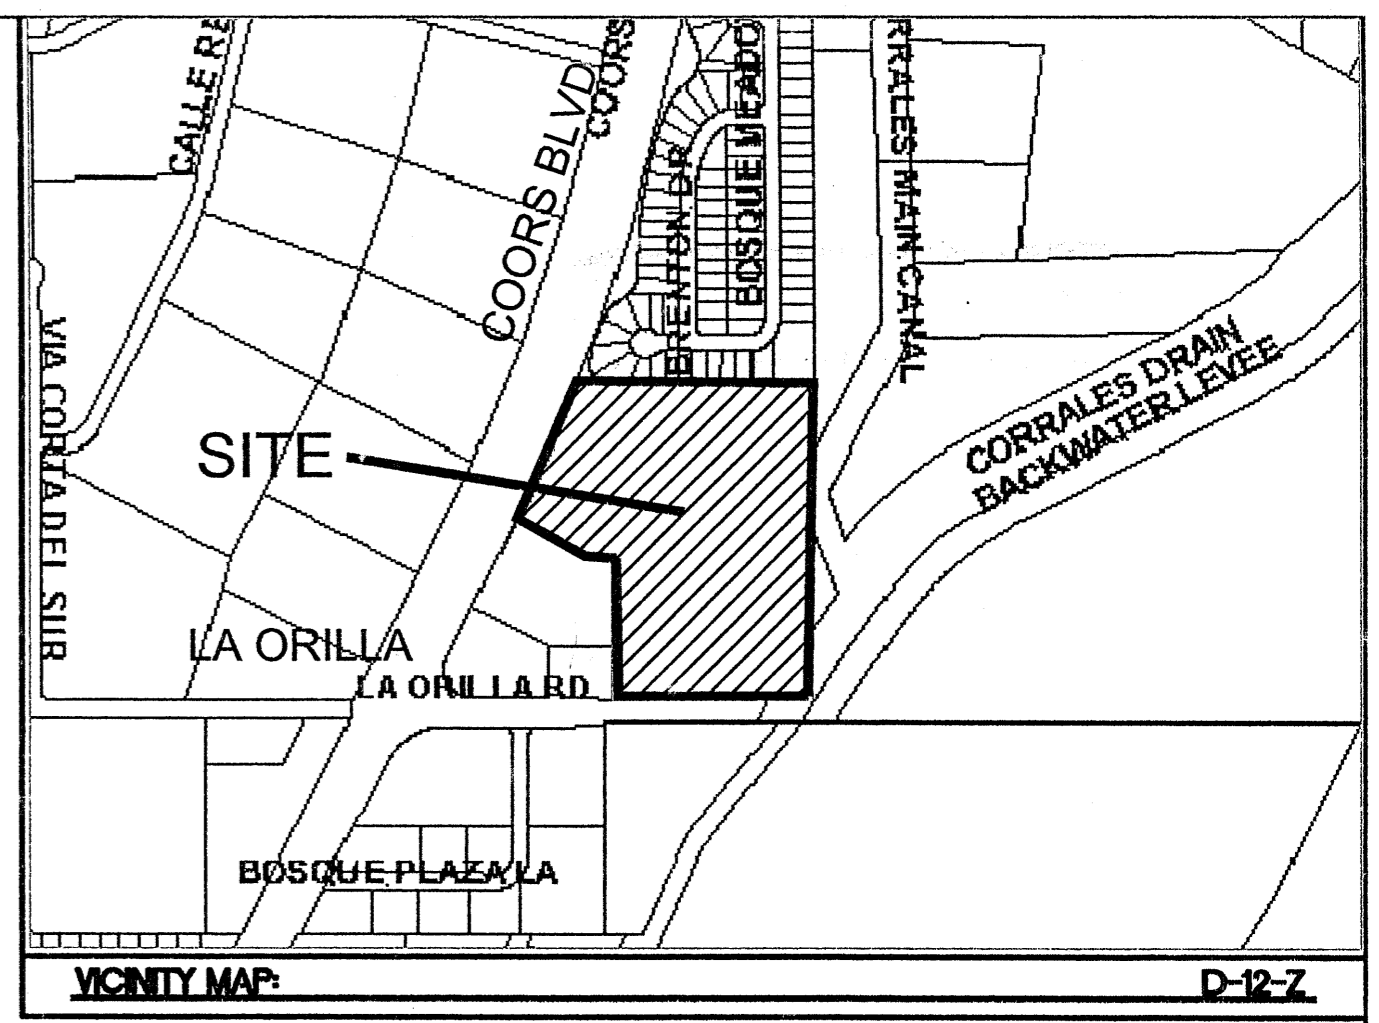 CALLE RE
COORS BLVD
COORS
BRENTON DR
BOSQUE MEADO
RRALES MAIN CANAL
VIA CORTA DEL SUR
CORRALES DRAIN
BACKWATER LEVEE
SITE
LA ORILLA
LA ORILLA RD
BOSQUE PLAZA LA
VICINITY MAP:
D-12-Z